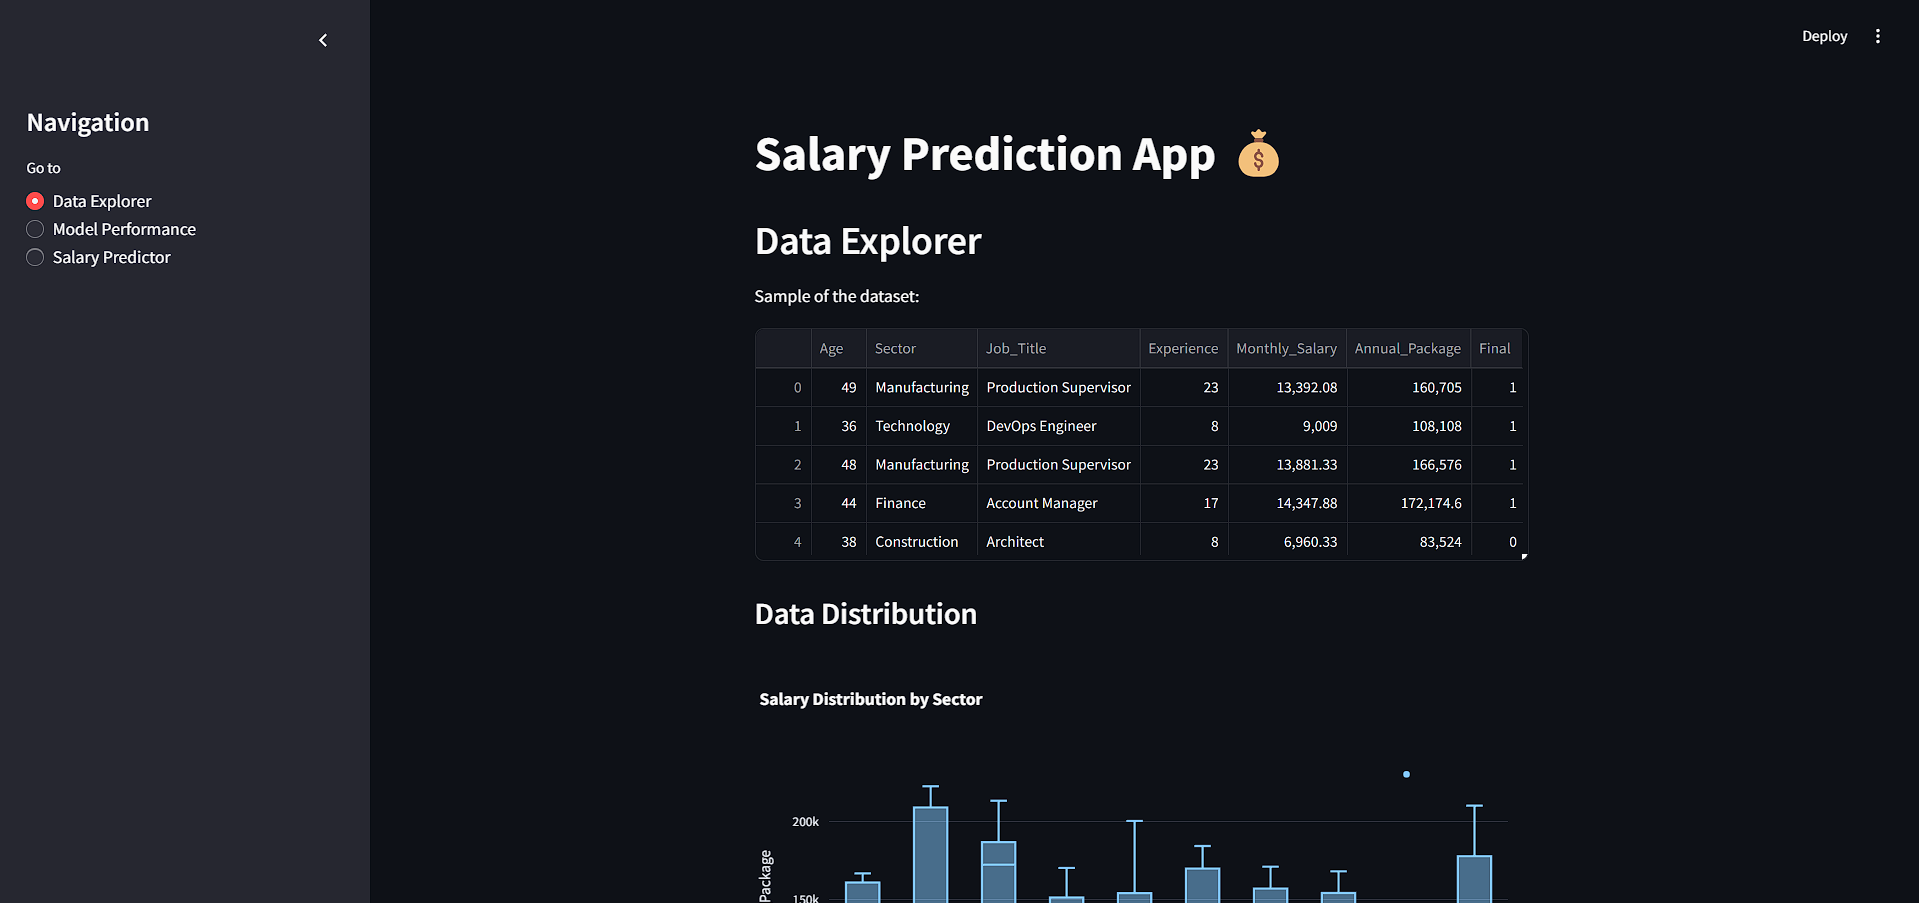 Deploy
Navigation
Go to
Data Explorer
Model Performance
Salary Predictor
Salary Prediction App
Data Explorer
Sample of the dataset:
Age Sector Job_Title Experience Monthly_Salary Annual_Package Final
0 49 Manufacturing Production Supervisor 23 13,392.08 160,705 1
1 36 Technology DevOps Engineer 8 9,009 108,108 1
2 48 Manufacturing Production Supervisor 23 13,881.33 166,576 1
3 44 Finance Account Manager 17 14,347.88 172,174.6 1
4 38 Construction Architect 8 6,960.33 83,524 0
Data Distribution
Salary Distribution by Sector
200k
150k
Package